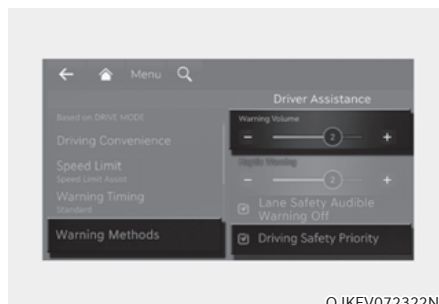 Menu
Driver Assistance
Based on DRIVE MODE
Driving Convenience
Speed Limit
Speed Limit Assist
Warning Timing
Standard
Warning Methods
Warning Volume
- 2 +
Haptic Warning
- 2 +
Lane Safety Audible
Warning Off
Driving Safety Priority
OJKEV072322N